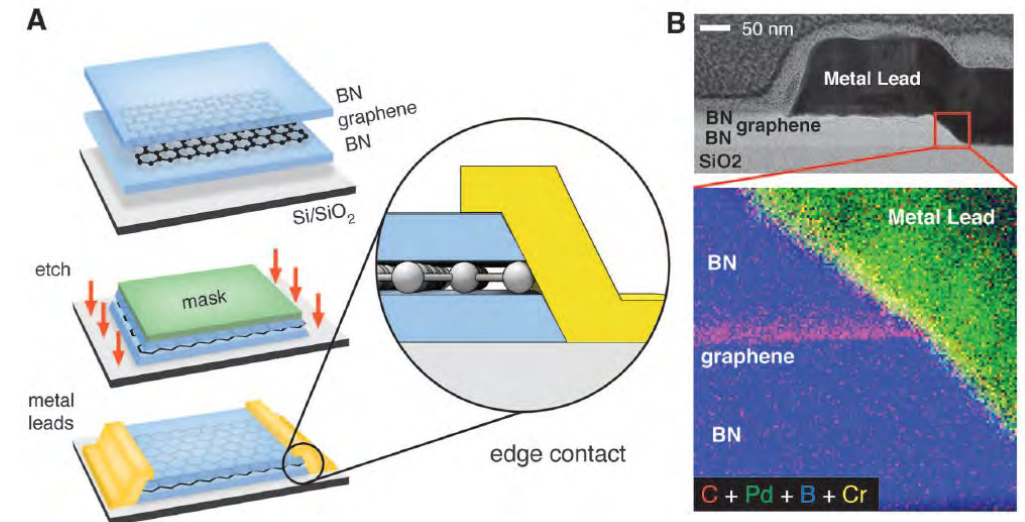 A
BN
graphene
BN
Si/SiO₂
etch
mask
metal
leads
edge contact
B
50 nm
Metal Lead
BN
graphene
BN
SiO2
Metal Lead
BN
graphene
BN
C + Pd + B + Cr